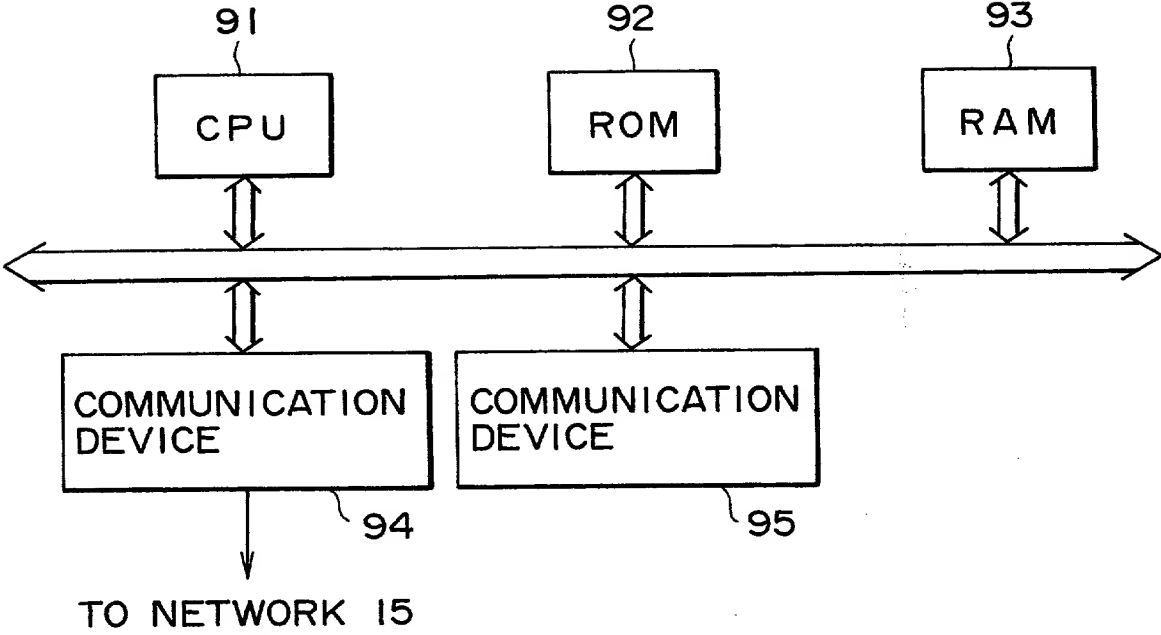 91
92
93
CPU
ROM
RAM
COMMUNICATION
DEVICE
94
COMMUNICATION
DEVICE
95
TO NETWORK 15